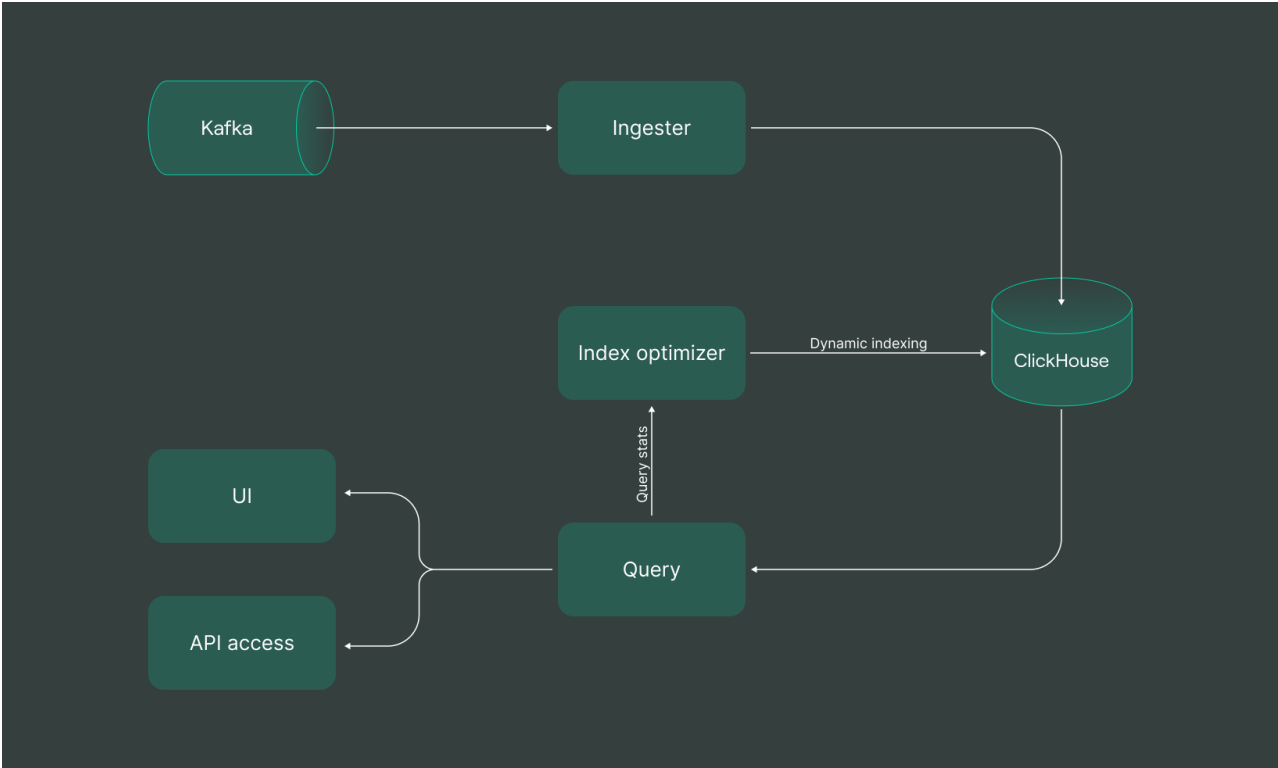 Kafka
Ingester
Index optimizer
Dynamic indexing
ClickHouse
Query stats
UI
Query
API access